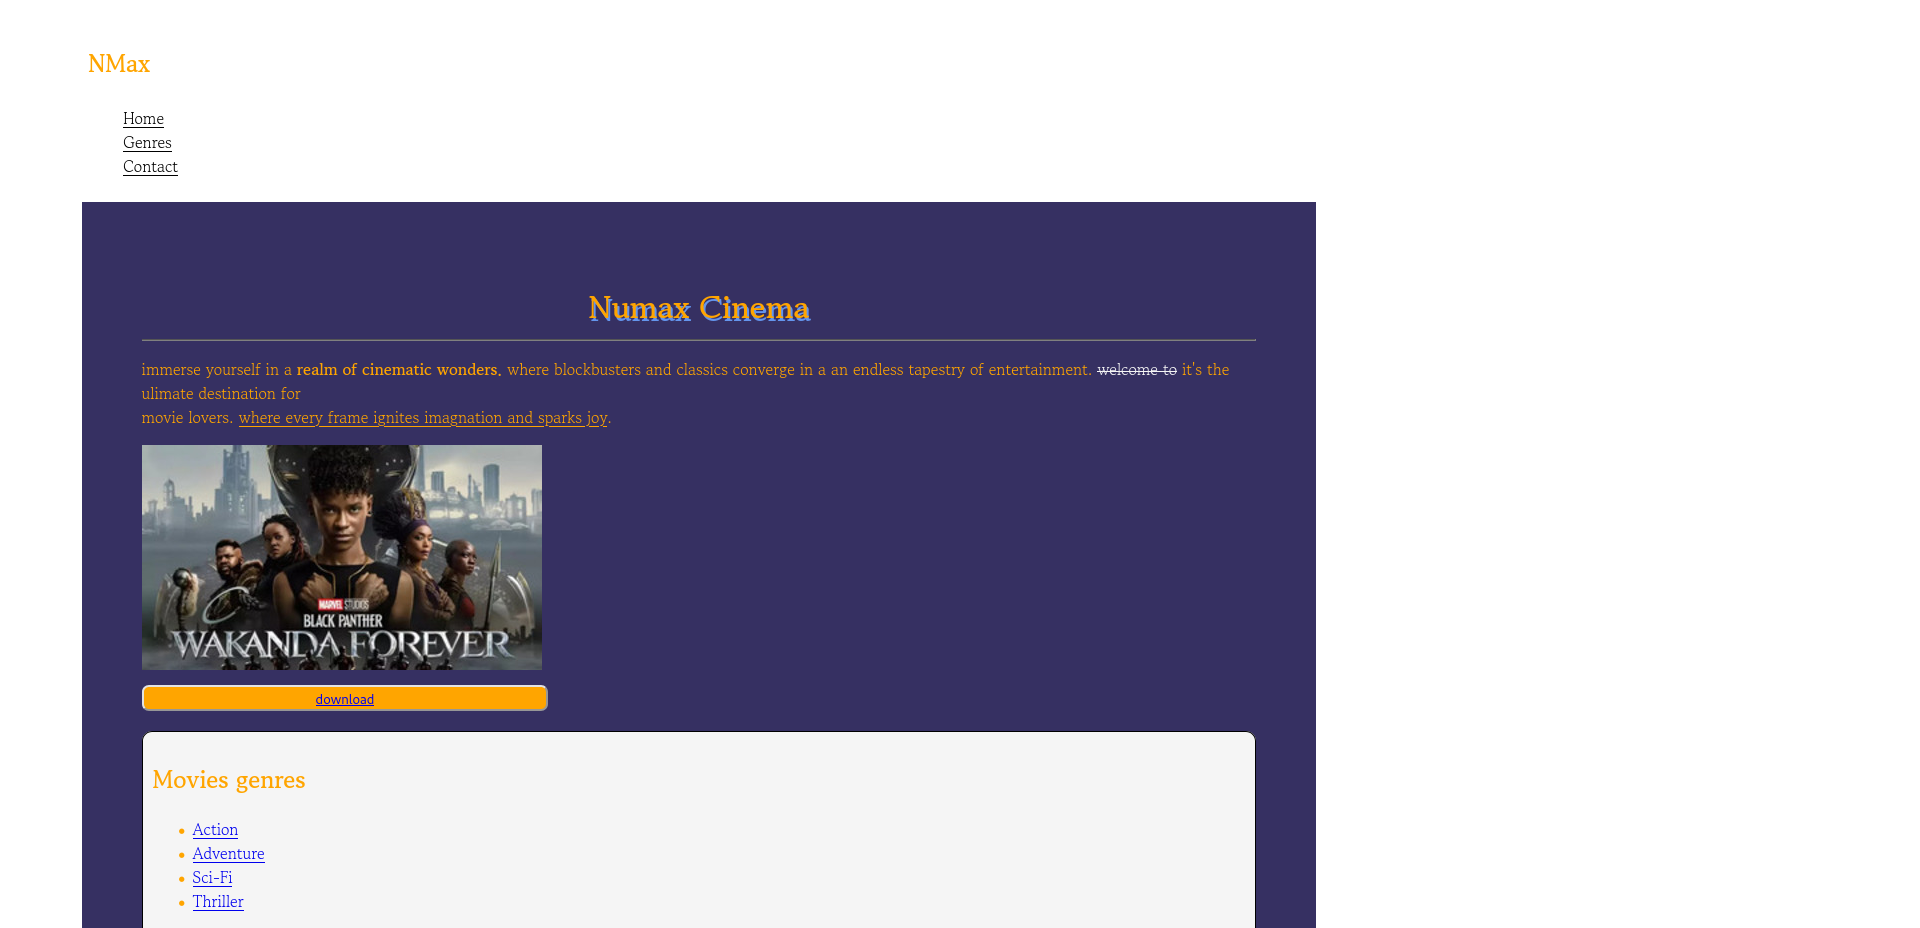 NMax
Home
Genres
Contact
Numax Cinema
immerse yourself in a realm of cinematic wonders. where blockbusters and classics converge in a an endless tapestry of entertainment. welcome to it's the
ulimate destination for
movie lovers. where every frame ignites imagnation and sparks joy.
MARVEL STUDIOS
BLACK PANTHER
WAKANDA FOREVER
download
Movies genres
Action
Adventure
Sci-Fi
Thriller